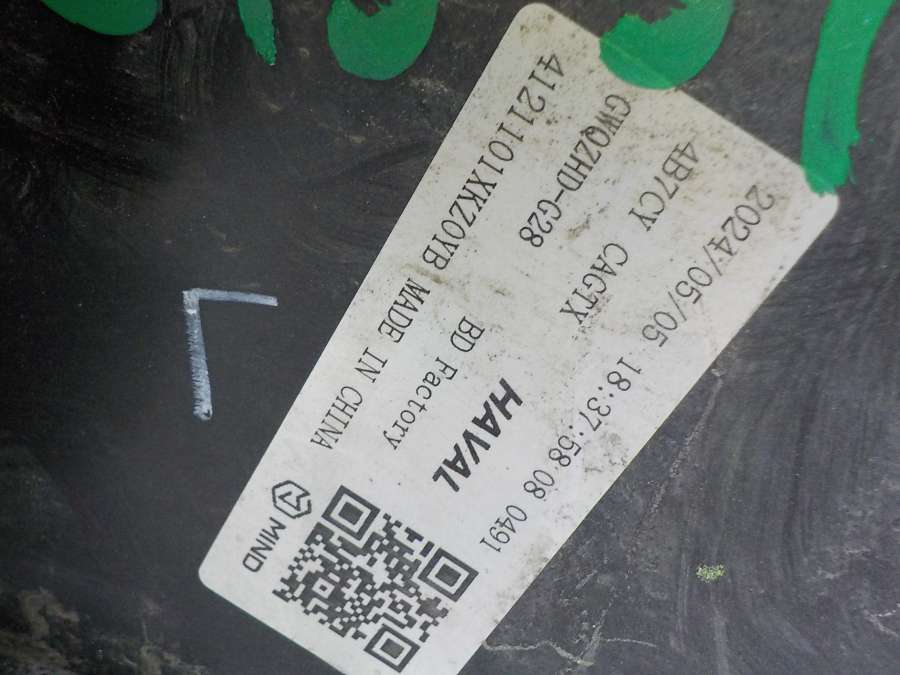 2024/05/05 18:37:58 08 0491
4B7CY CAGTX
HAVAL
GWQZHD-G28
BD Factory
4121101XKZ0YB MADE IN CHINA
MIND